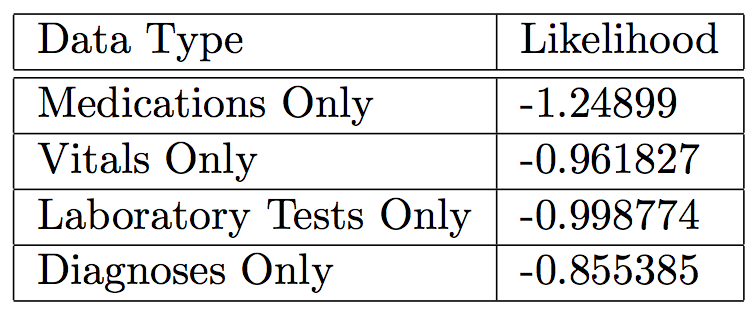 Data Type Likelihood
Medications Only -1.24899
Vitals Only -0.961827
Laboratory Tests Only -0.998774
Diagnoses Only -0.855385